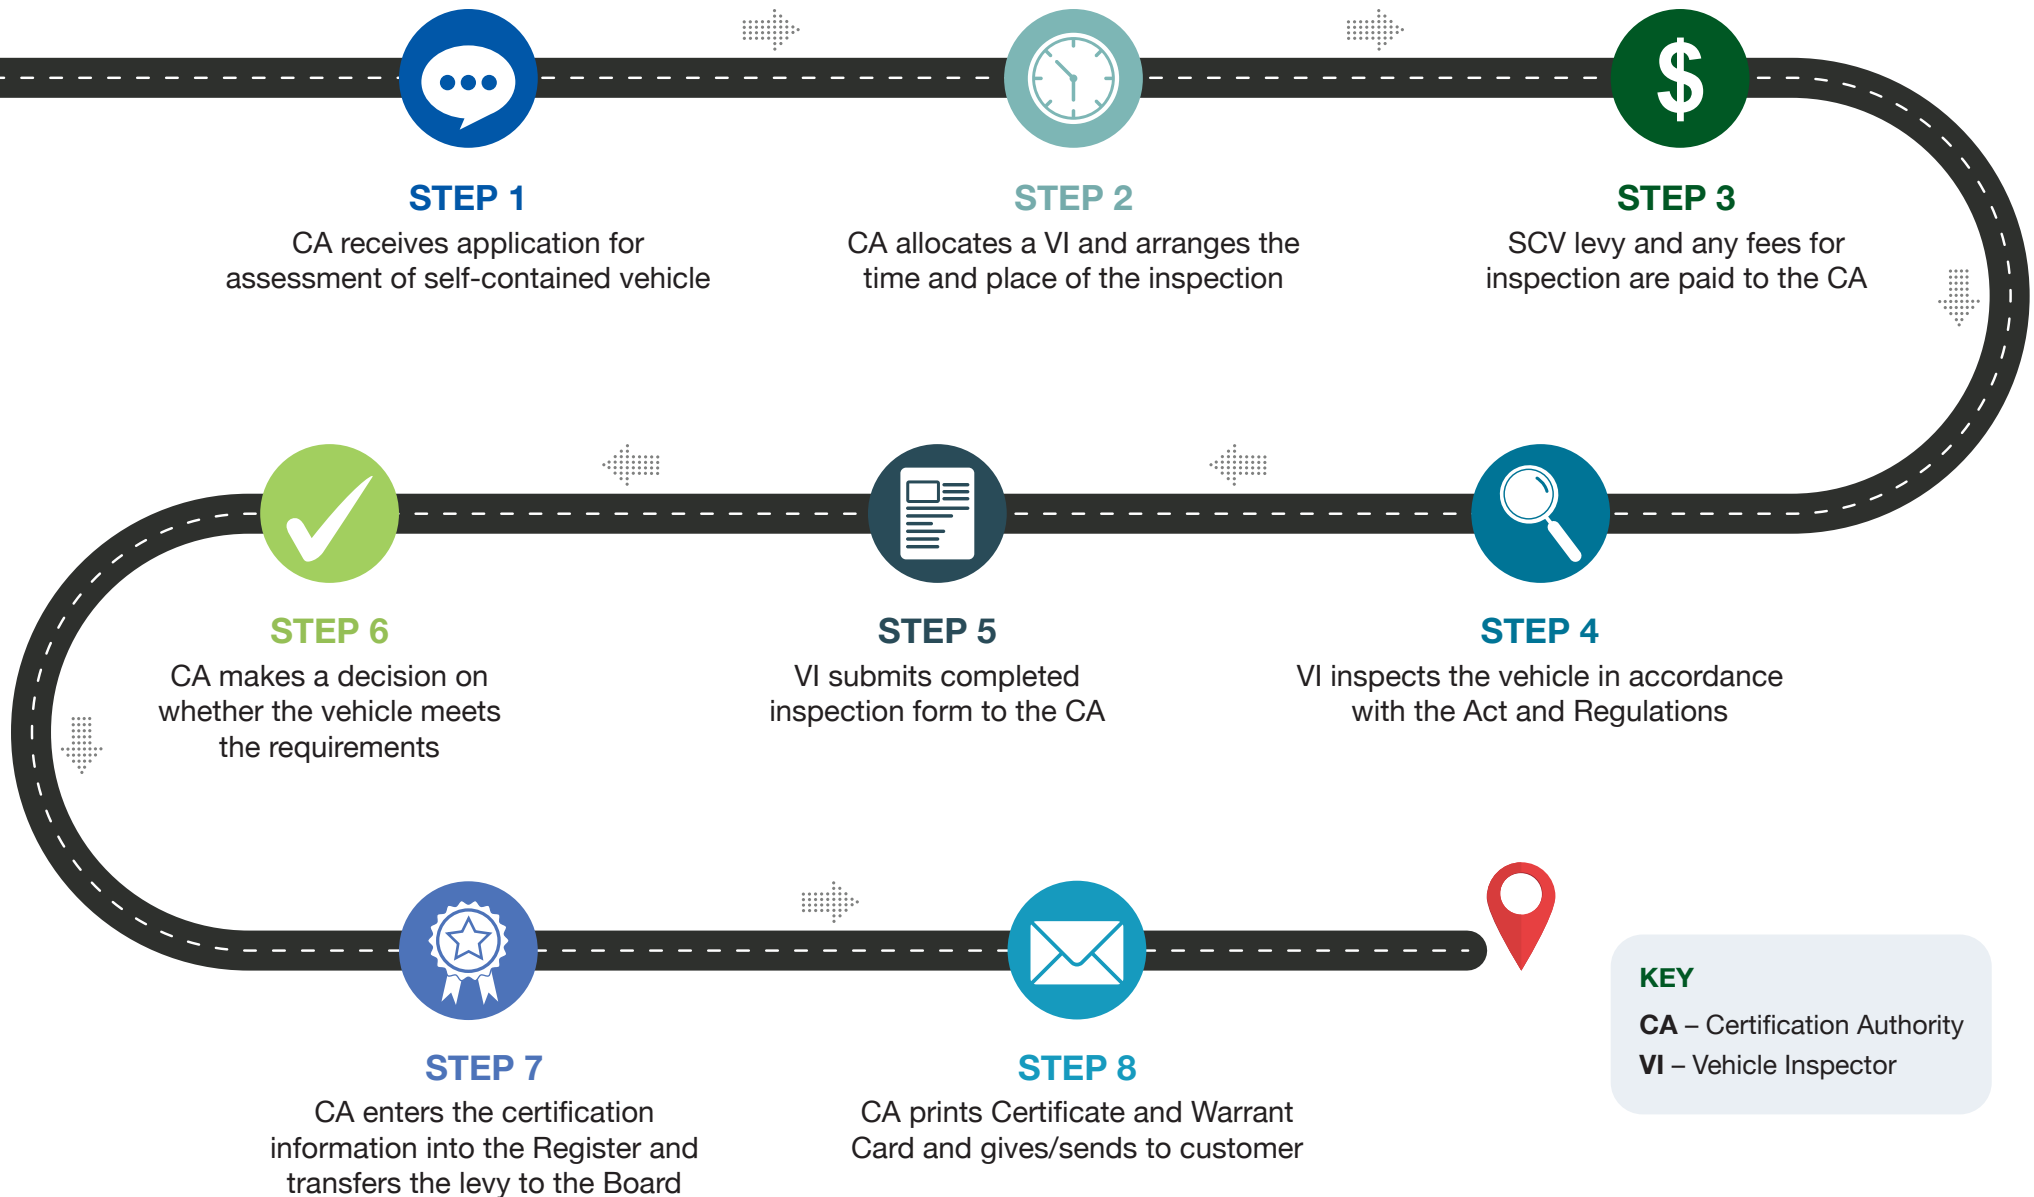 STEP 1
CA receives application for
assessment of self-contained vehicle
STEP 2
CA allocates a VI and arranges the
time and place of the inspection
$
STEP 3
SCV levy and any fees for
inspection are paid to the CA
STEP 4
VI inspects the vehicle in accordance
with the Act and Regulations
STEP 5
VI submits completed
inspection form to the CA
STEP 6
CA makes a decision on
whether the vehicle meets
the requirements
STEP 7
CA enters the certification
information into the Register and
transfers the levy to the Board
STEP 8
CA prints Certificate and Warrant
Card and gives/sends to customer
KEY
CA – Certification Authority
VI – Vehicle Inspector